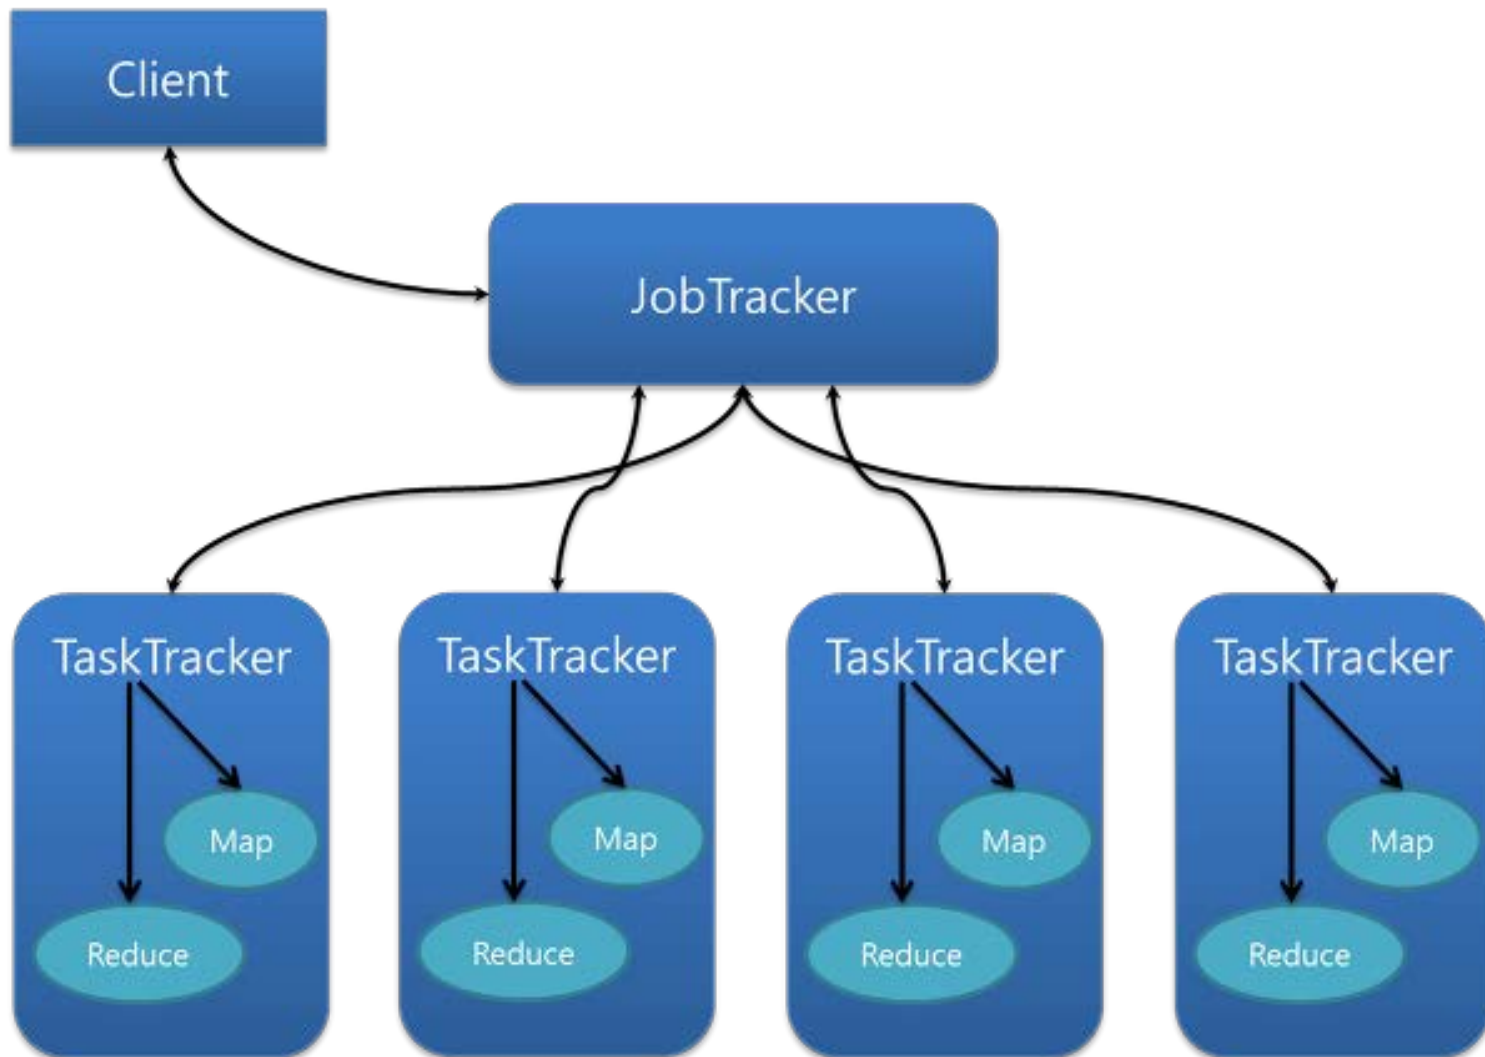 Client
JobTracker
TaskTracker
Map
Reduce
TaskTracker
Map
Reduce
TaskTracker
Map
Reduce
TaskTracker
Map
Reduce